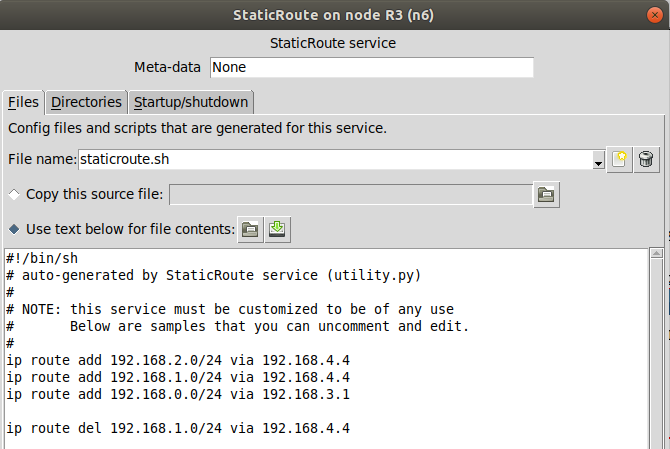 StaticRoute on node R3 (n6)
StaticRoute service
Meta-data None
Files Directories Startup/shutdown
Config files and scripts that are generated for this service.
File name: staticroute.sh
Copy this source file:
Use text below for file contents:
#!/bin/sh
# auto-generated by StaticRoute service (utility.py)
#
# NOTE: this service must be customized to be of any use
#       Below are samples that you can uncomment and edit.
#
ip route add 192.168.2.0/24 via 192.168.4.4
ip route add 192.168.1.0/24 via 192.168.4.4
ip route add 192.168.0.0/24 via 192.168.3.1
ip route del 192.168.1.0/24 via 192.168.4.4